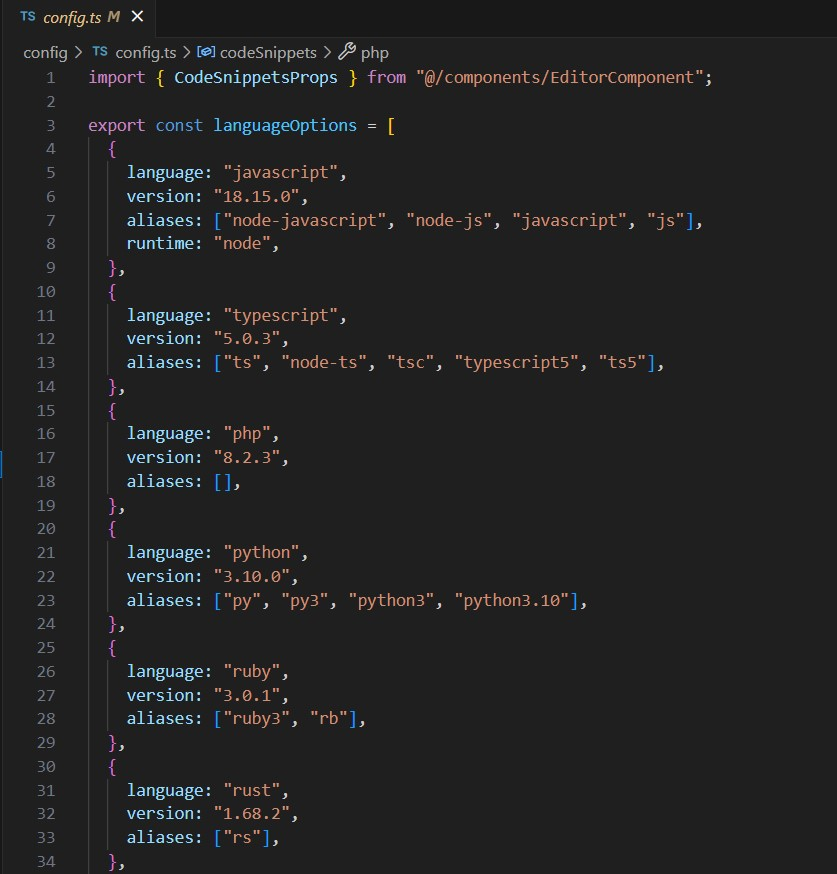 TS config.ts M ×
config > TS config.ts > codeSnippets > php
1 import { CodeSnippetsProps } from "@/components/EditorComponent";
2
3 export const languageOptions = [
4 {
5 language: "javascript",
6 version: "18.15.0",
7 aliases: ["node-javascript", "node-js", "javascript", "js"],
8 runtime: "node",
9 },
10 {
11 language: "typescript",
12 version: "5.0.3",
13 aliases: ["ts", "node-ts", "tsc", "typescript5", "ts5"],
14 },
15 {
16 language: "php",
17 version: "8.2.3",
18 aliases: [],
19 },
20 {
21 language: "python",
22 version: "3.10.0",
23 aliases: ["py", "py3", "python3", "python3.10"],
24 },
25 {
26 language: "ruby",
27 version: "3.0.1",
28 aliases: ["ruby3", "rb"],
29 },
30 {
31 language: "rust",
32 version: "1.68.2",
33 aliases: ["rs"],
34 },